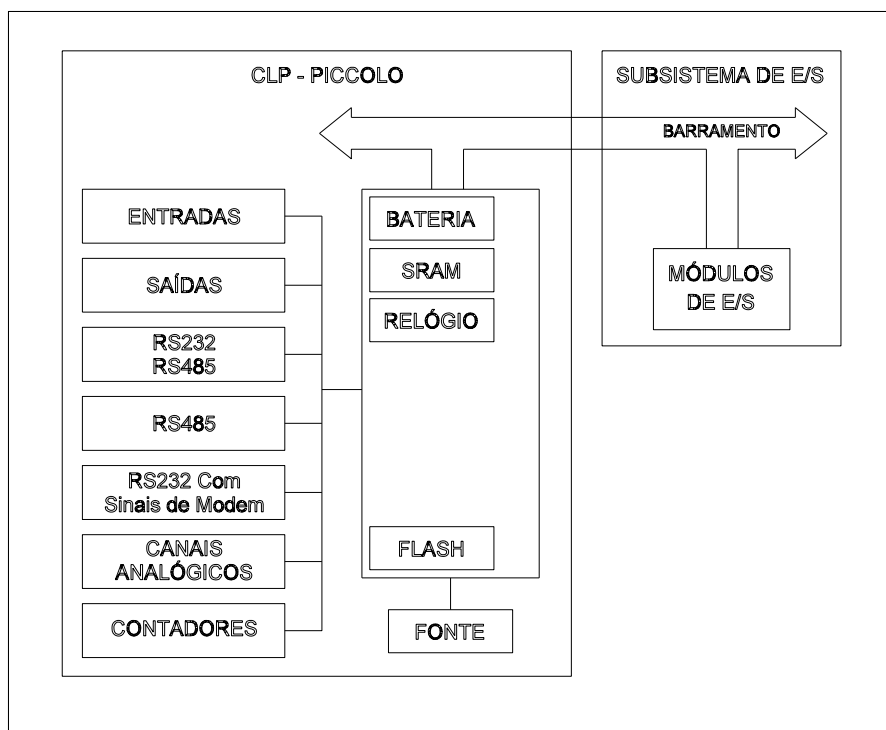 CLP - PICCOLO
SUBSISTEMA DE E/S
BARRAMENTO
ENTRADAS
SAÍDAS
RS232
RS485
RS485
RS232 Com
Sinais de Modem
CANAIS
ANALÓGICOS
CONTADORES
BATERIA
SRAM
RELÓGIO
FLASH
FONTE
MÓDULOS
DE E/S